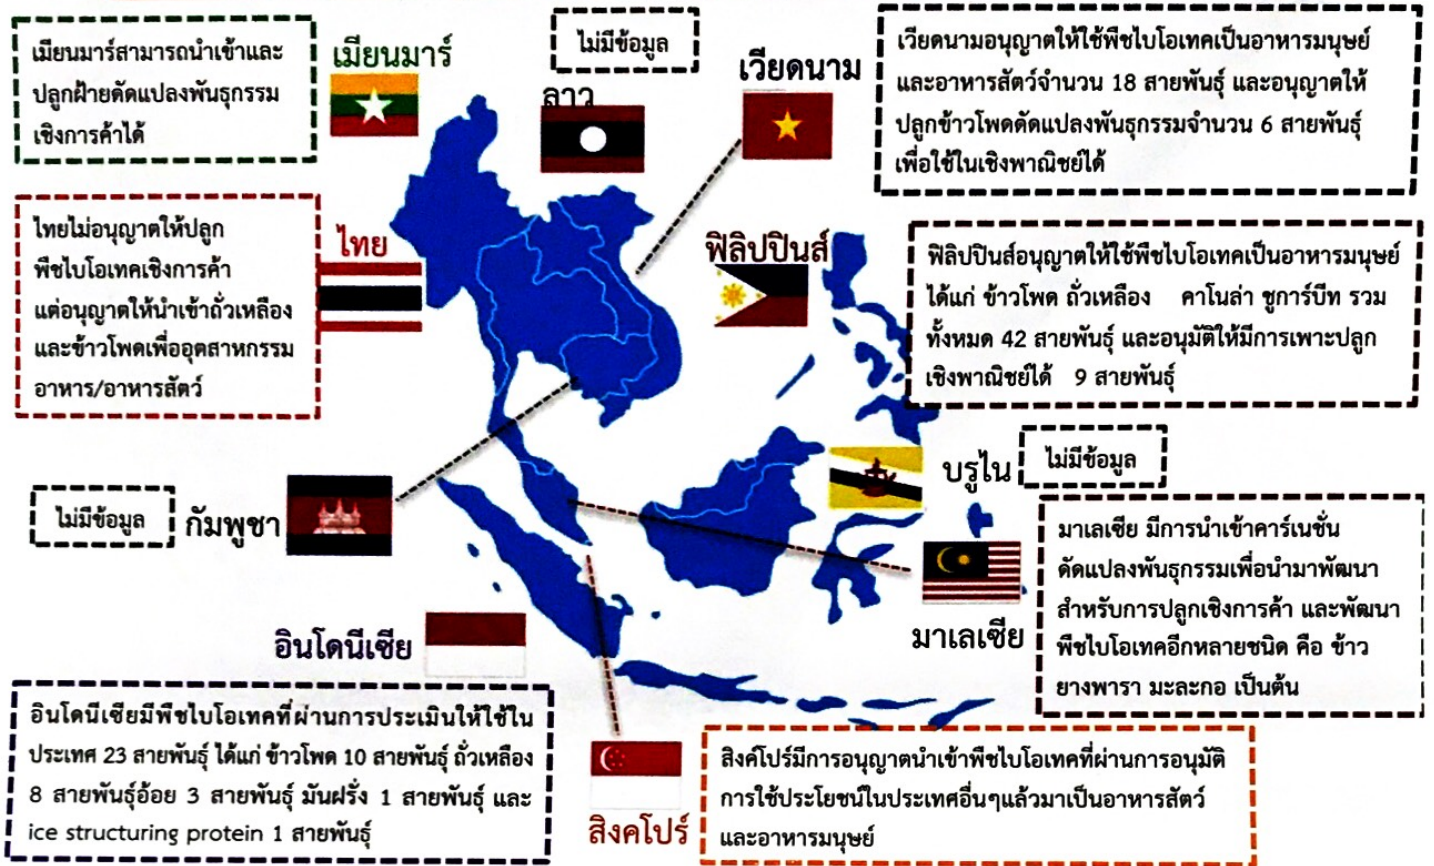 เมียนมาร์สามารถนำเข้าและ
ปลูกฝ้ายดัดแปลงพันธุกรรม
เชิงการค้าได้
เมียนมาร์
ไม่มีข้อมูล
ลาว
เวียดนาม
เวียดนามอนุญาตให้ใช้พืชไบโอเทคเป็นอาหารมนุษย์
และอาหารสัตว์จำนวน 18 สายพันธุ์ และอนุญาตให้
ปลูกข้าวโพดดัดแปลงพันธุกรรมจำนวน 6 สายพันธุ์
เพื่อใช้ในเชิงพาณิชย์ได้
ไทยไม่อนุญาตให้ปลูก
พืชไบโอเทคเชิงการค้า
แต่อนุญาตให้นำเข้าถั่วเหลือง
และข้าวโพดเพื่ออุตสาหกรรม
อาหาร/อาหารสัตว์
ไทย
ฟิลิปปินส์
ฟิลิปปินส์อนุญาตให้ใช้พืชไบโอเทคเป็นอาหารมนุษย์
ได้แก่ ข้าวโพด ถั่วเหลือง คาโนล่า ชูการ์บีท รวม
ทั้งหมด 42 สายพันธุ์ และอนุมัติให้มีการเพาะปลูก
เชิงพาณิชย์ได้ 9 สายพันธุ์
บรูไน
ไม่มีข้อมูล
ไม่มีข้อมูล
กัมพูชา
มาเลเซีย
มาเลเซีย มีการนำเข้าคาร์เนชั่น
ดัดแปลงพันธุกรรมเพื่อนำมาพัฒนา
สำหรับการปลูกเชิงการค้า และพัฒนา
พืชไบโอเทคอีกหลายชนิด คือ ข้าว
ยางพารา มะละกอ เป็นต้น
อินโดนีเซีย
อินโดนีเซียมีพืชไบโอเทคที่ผ่านการประเมินให้ใช้ใน
ประเทศ 23 สายพันธุ์ ได้แก่ ข้าวโพด 10 สายพันธุ์ ถั่วเหลือง
8 สายพันธุ์อ้อย 3 สายพันธุ์ มันฝรั่ง 1 สายพันธุ์ และ
ice structuring protein 1 สายพันธุ์
สิงคโปร์
สิงค์โปร์มีการอนุญาตนำเข้าพืชไบโอเทคที่ผ่านการอนุมัติ
การใช้ประโยชน์ในประเทศอื่นๆแล้วมาเป็นอาหารสัตว์
และอาหารมนุษย์